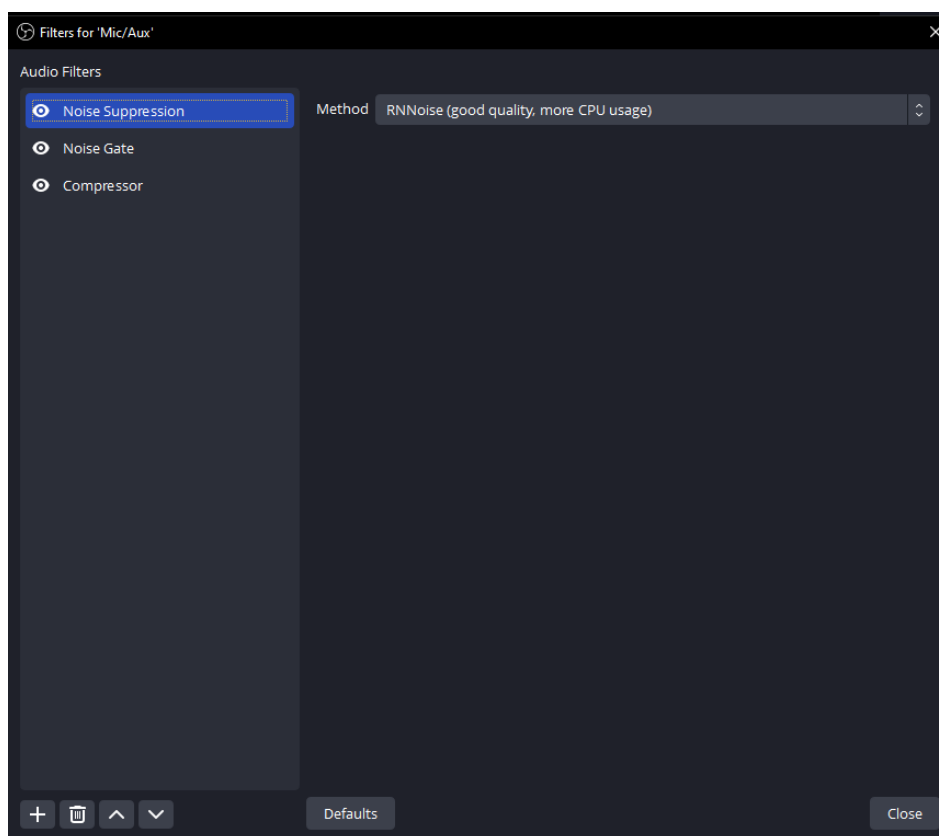 Filters for 'Mic/Aux'
Audio Filters
Noise Suppression
Noise Gate
Compressor
Method RNNoise (good quality, more CPU usage)
Defaults
Close